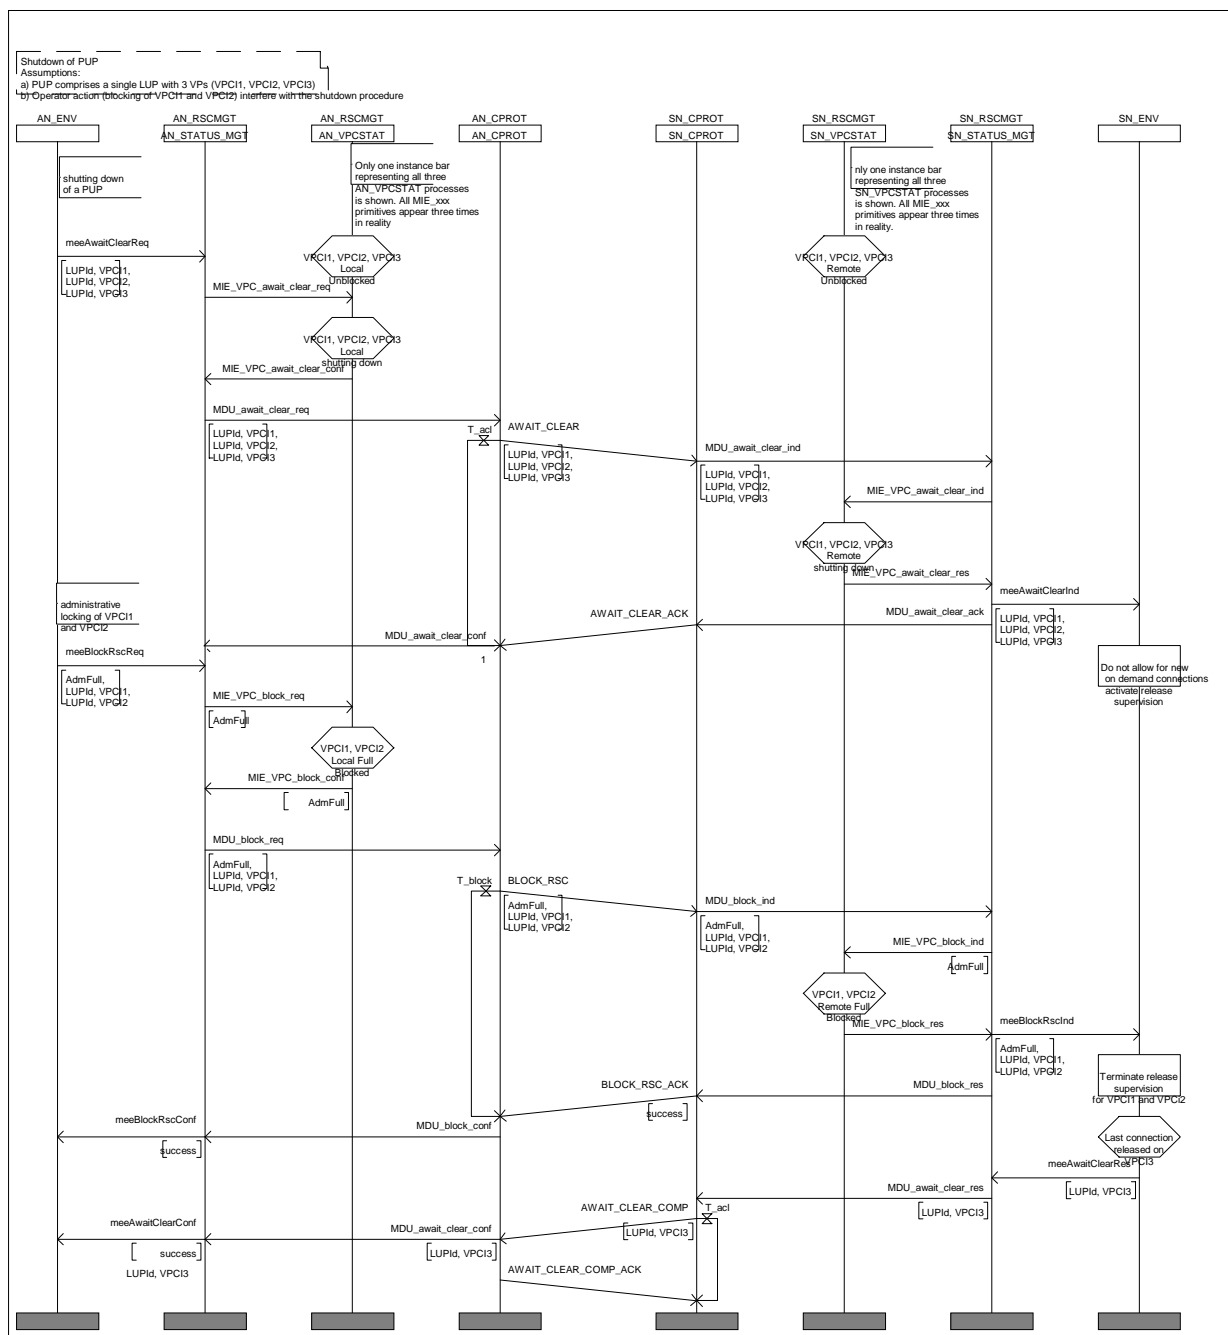 Shutdown of PUP
Assumptions:
a) PUP comprises a single LUP with 3 VPs (VPCI1, VPCI2, VPCI3)
b) Operator action (blocking of VPCI1 and VPCI2) interfere with the shutdown procedure
AN_ENV
AN_RSCMGT
AN_RSCMGT
AN_CPROT
SN_CPROT
SN_RSCMGT
SN_RSCMGT
SN_ENV
AN_STATUS_MGT
AN_VPCSTAT
AN_CPROT
SN_CPROT
SN_VPCSTAT
SN_STATUS_MGT
shutting down
of a PUP
Only one instance bar
representing all three
AN_VPCSTAT processes
is shown. All MIE_xxx
primitives appear three times
in reality
nly one instance bar
representing all three
SN_VPCSTAT processes
is shown. All MIE_xxx
primitives appear three times
in reality.
meeAwaitClearReq
LUPId, VPCI1,
LUPId, VPCI2,
LUPId, VPCI3
VPCI1, VPCI2, VPCI3
Local
Unblocked
VPCI1, VPCI2, VPCI3
Remote
Unblocked
MIE_VPC_await_clear_req
VPCI1, VPCI2, VPCI3
Local
shutting down
MIE_VPC_await_clear_conf
MDU_await_clear_req
LUPId, VPCI1,
LUPId, VPCI2,
LUPId, VPCI3
T_acl
AWAIT_CLEAR
LUPId, VPCI1,
LUPId, VPCI2,
LUPId, VPCI3
MDU_await_clear_ind
LUPId, VPCI1,
LUPId, VPCI2,
LUPId, VPCI3
MIE_VPC_await_clear_ind
VPCI1, VPCI2, VPCI3
Remote
shutting down
MIE_VPC_await_clear_res
meeAwaitClearInd
LUPId, VPCI1,
LUPId, VPCI2,
LUPId, VPCI3
administrative
locking of VPCI1
and VPCI2
AWAIT_CLEAR_ACK
MDU_await_clear_ack
MDU_await_clear_conf
1
meeBlockRscReq
AdmFull,
LUPId, VPCI1,
LUPId, VPCI2
Do not allow for new
on demand connections
activate release
supervision
MIE_VPC_block_req
AdmFull
VPCI1, VPCI2
Local Full
Blocked
MIE_VPC_block_conf
AdmFull
MDU_block_req
AdmFull,
LUPId, VPCI1,
LUPId, VPCI2
T_block
BLOCK_RSC
AdmFull,
LUPId, VPCI1,
LUPId, VPCI2
MDU_block_ind
AdmFull,
LUPId, VPCI1,
LUPId, VPCI2
MIE_VPC_block_ind
AdmFull
VPCI1, VPCI2
Remote Full
Blocked
MIE_VPC_block_res
meeBlockRscInd
AdmFull,
LUPId, VPCI1,
LUPId, VPCI2
Terminate release
supervision
for VPCI1 and VPCI2
BLOCK_RSC_ACK
MDU_block_res
success
meeBlockRscConf
MDU_block_conf
success
Last connection
released on
VPCI3
meeAwaitClearRes
LUPId, VPCI3
MDU_await_clear_res
LUPId, VPCI3
AWAIT_CLEAR_COMP
T_acl
LUPId, VPCI3
meeAwaitClearConf
MDU_await_clear_conf
success
LUPId, VPCI3
LUPId, VPCI3
AWAIT_CLEAR_COMP_ACK